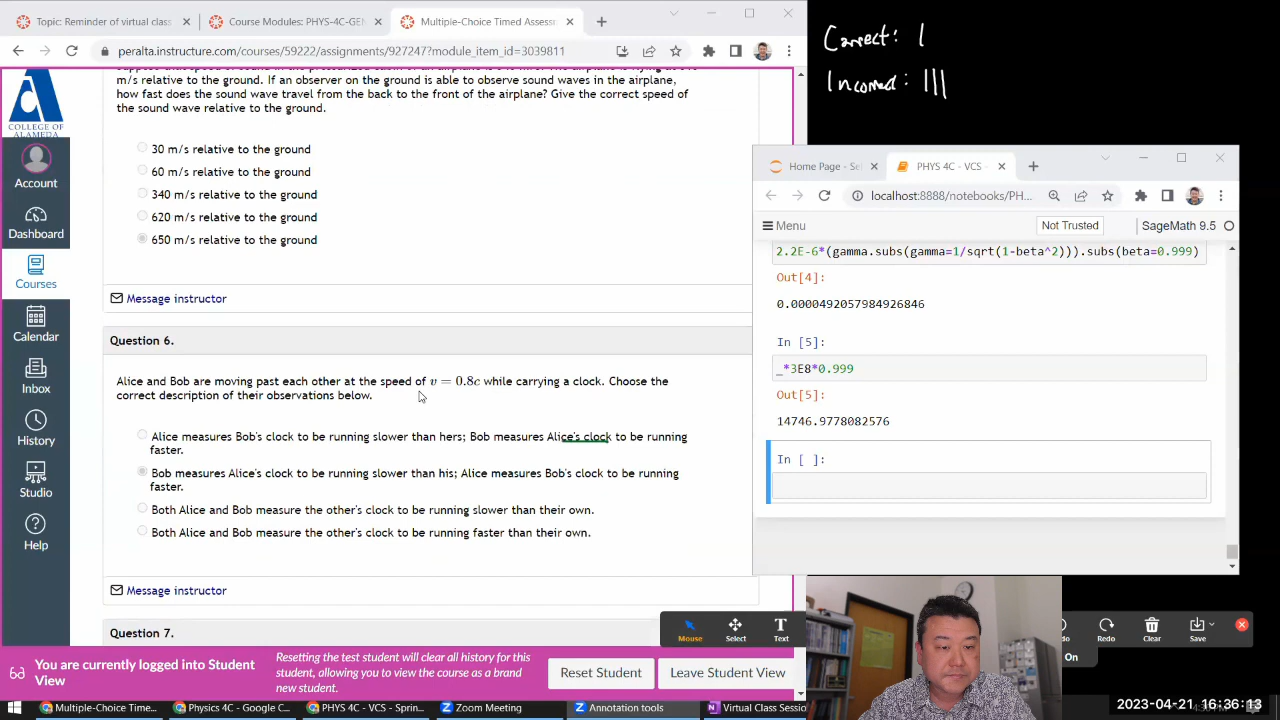 Topic: Reminder of virtual class
Course Modules: PHYS-4C-GEN
Multiple-Choice Timed Assess
peralta.instructure.com/courses/59222/assignments/927247?module_item_id=3039811
Correct: |
Incorrect: |||
m/s relative to the ground. If an observer on the ground is able to observe sound waves in the airplane,
how fast does the sound wave travel from the back to the front of the airplane? Give the correct speed of
the sound wave relative to the ground.
30 m/s relative to the ground
60 m/s relative to the ground
340 m/s relative to the ground
620 m/s relative to the ground
650 m/s relative to the ground
Message instructor
Question 6.
Alice and Bob are moving past each other at the speed of v = 0.8c while carrying a clock. Choose the
correct description of their observations below.
Alice measures Bob's clock to be running slower than hers; Bob measures Alice's clock to be running
faster.
Bob measures Alice's clock to be running slower than his; Alice measures Bob's clock to be running
faster.
Both Alice and Bob measure the other's clock to be running slower than their own.
Both Alice and Bob measure the other's clock to be running faster than their own.
Message instructor
Question 7.
COLLEGE OF
ALAMEDA
Account
Dashboard
Courses
Calendar
Inbox
History
Studio
Help
Home Page - Se
PHYS 4C - VCS -
localhost:8888/notebooks/PH...
Menu
Not Trusted
SageMath 9.5
2.2E-6*(gamma.subs(gamma=1/sqrt(1-beta^2))).subs(beta=0.999)
Out[4]:
0.0000492057984926846
In [5]:
_*3E8*0.999
Out[5]:
14746.9778082576
In [ ]:
Mouse
Select
Text
Redo
Clear
Save
On
You are currently logged into Student
View
Resetting the test student will clear all history for this
student, allowing you to view the course as a brand
new student.
Reset Student
Leave Student View
Multiple-Choice Time...
Physics 4C - Google C...
PHYS 4C - VCS - Sprin...
Zoom Meeting
Annotation tools
Virtual Class Sessio
2023-04-21 16:36:13